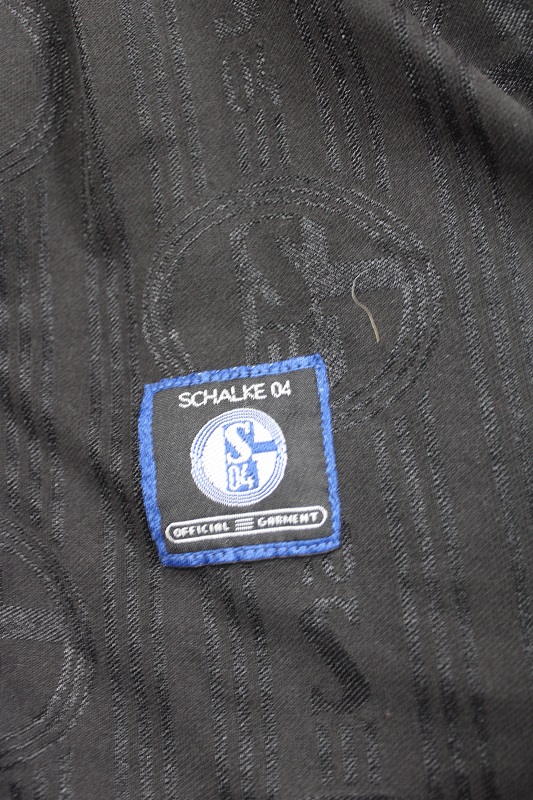 SCHALKE 04
S
04
OFFICIAL GARMENT